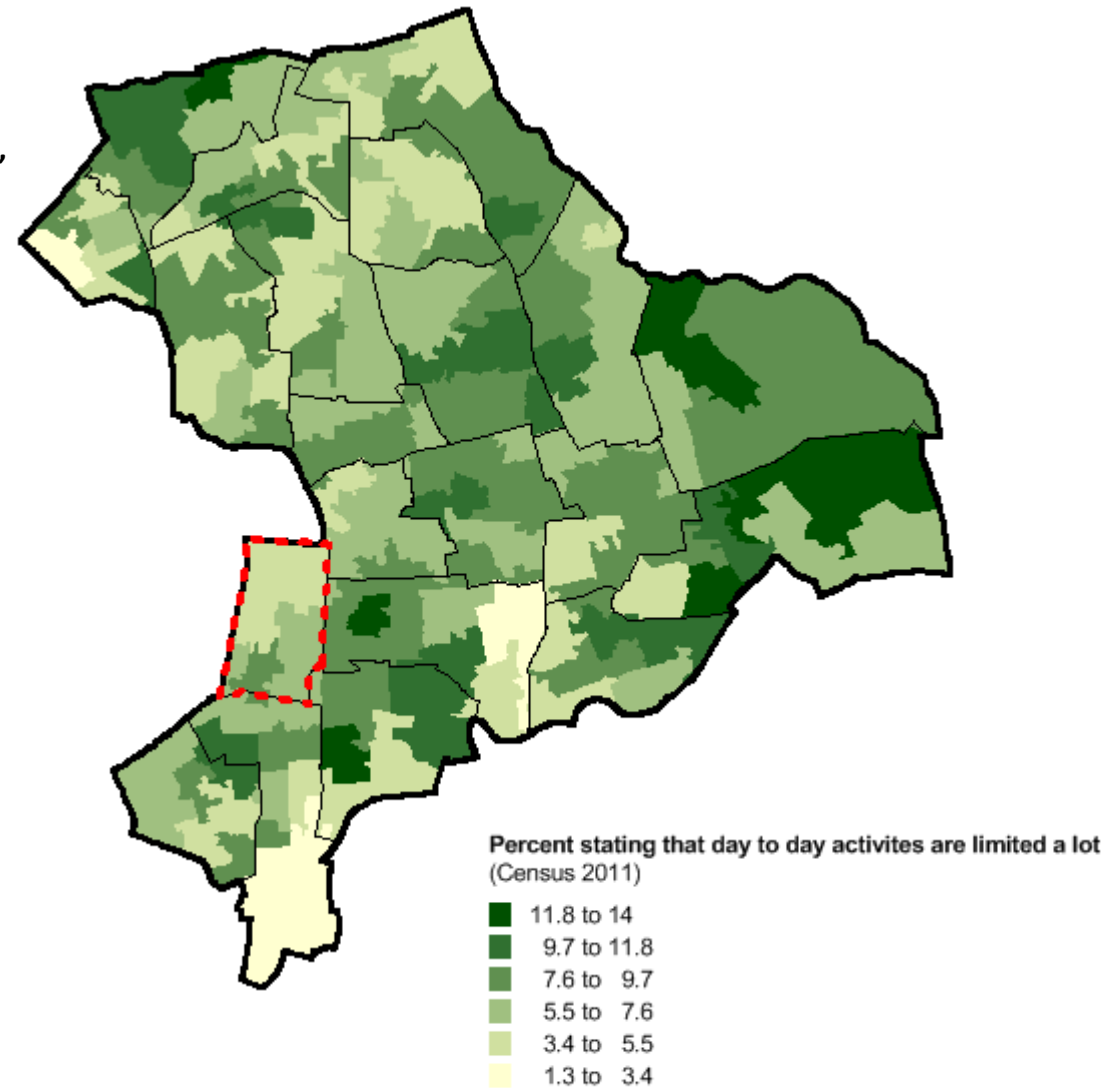 ,
Percent stating that day to day activites are limited a lot
(Census 2011)
11.8 to 14
9.7 to 11.8
7.6 to 9.7
5.5 to 7.6
3.4 to 5.5
1.3 to 3.4